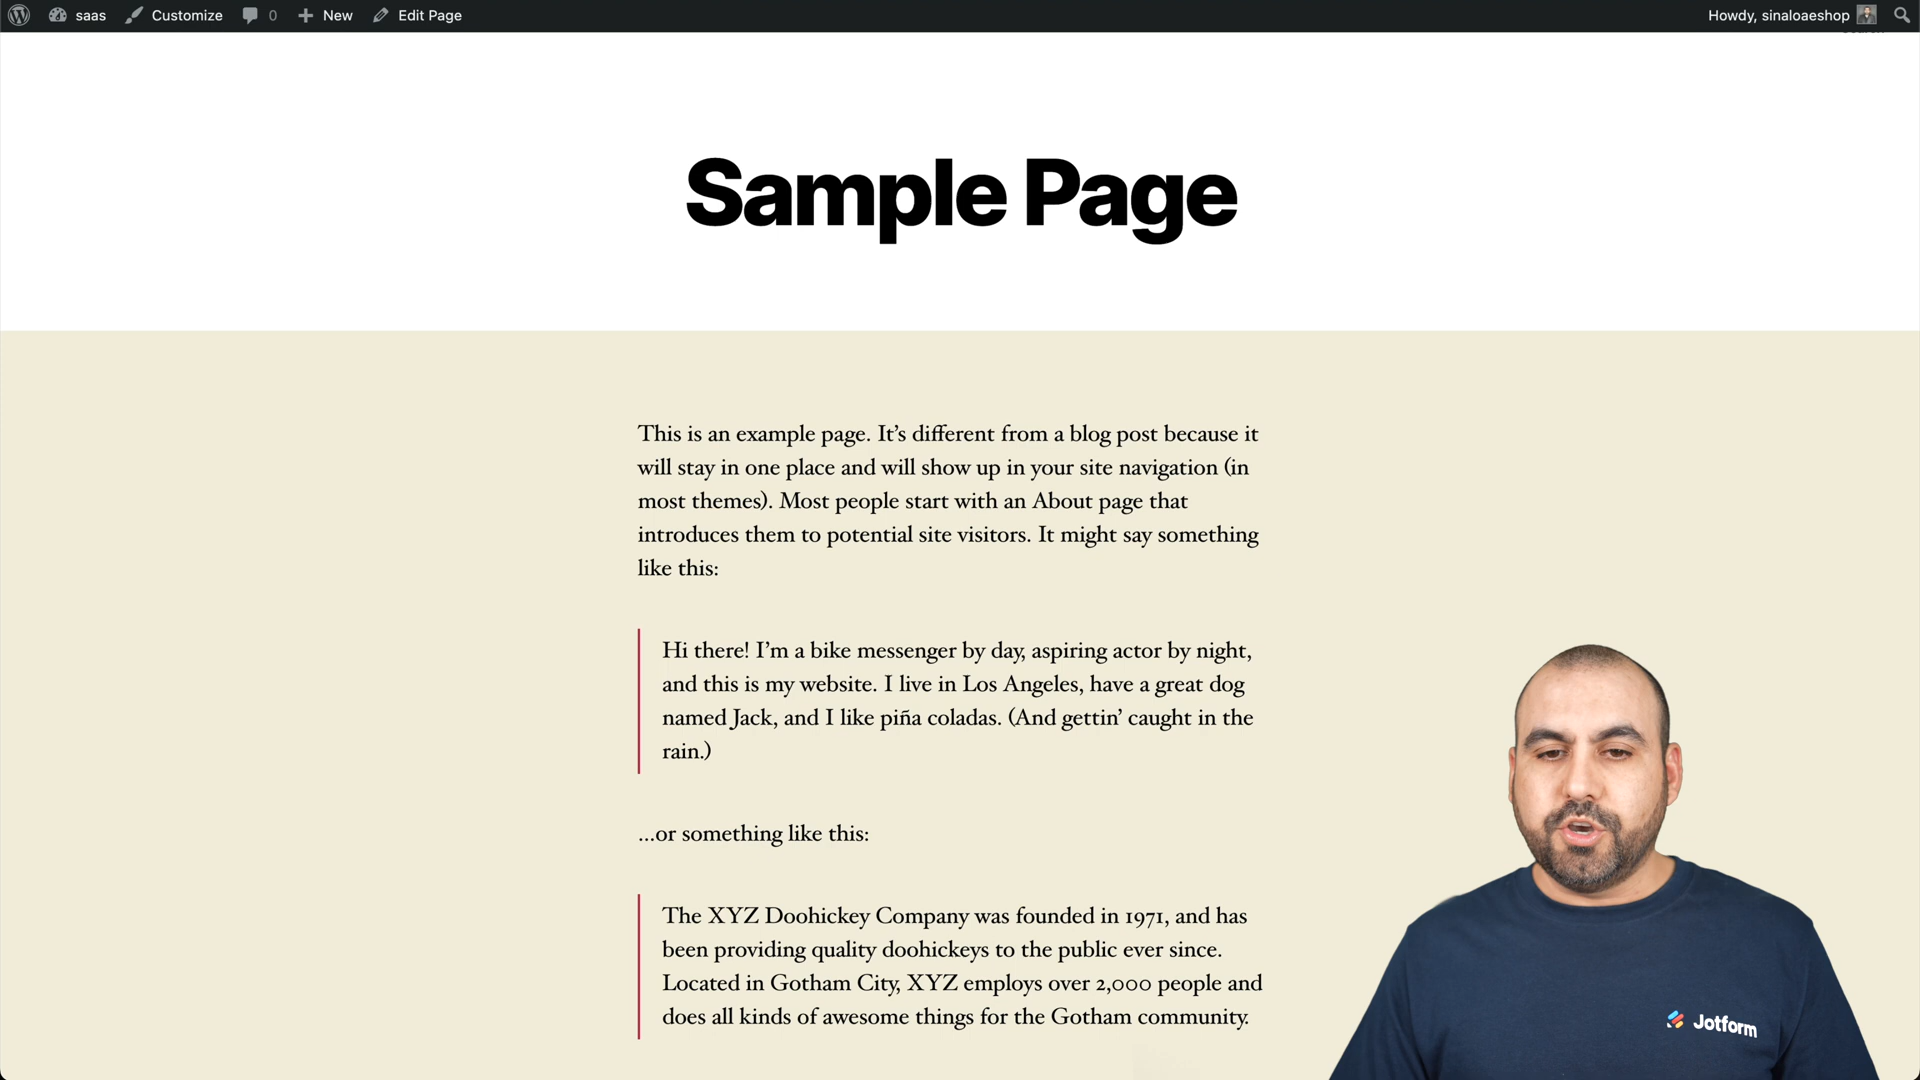 saas Customize 0 New Edit Page Howdy, sinaloaeshop
Sample Page
This is an example page. It’s different from a blog post because it
will stay in one place and will show up in your site navigation (in
most themes). Most people start with an About page that
introduces them to potential site visitors. It might say something
like this:
Hi there! I’m a bike messenger by day, aspiring actor by night,
and this is my website. I live in Los Angeles, have a great dog
named Jack, and I like piña coladas. (And gettin’ caught in the
rain.)
…or something like this:
The XYZ Doohickey Company was founded in 1971, and has
been providing quality doohickeys to the public ever since.
Located in Gotham City, XYZ employs over 2,000 people and
does all kinds of awesome things for the Gotham community.
Jotform